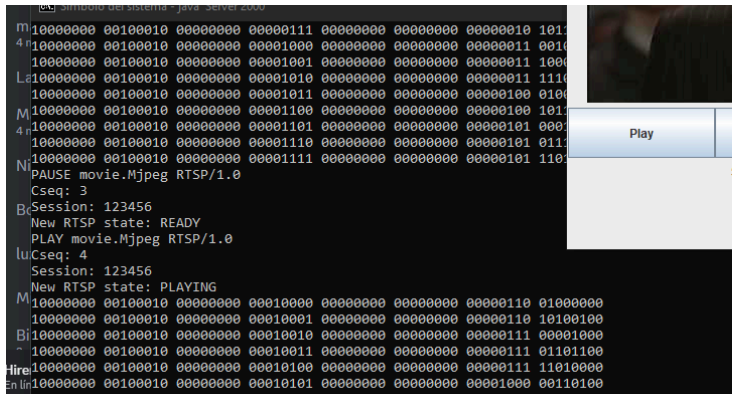 Símbolo del sistema - java Server 2000
10000000 00100010 00000000 00000111 00000000 00000000 00000010 1011
10000000 00100010 00000000 00001000 00000000 00000000 00000011 0010
10000000 00100010 00000000 00001001 00000000 00000000 00000011 1000
10000000 00100010 00000000 00001010 00000000 00000000 00000011 1110
10000000 00100010 00000000 00001011 00000000 00000000 00000100 0100
10000000 00100010 00000000 00001100 00000000 00000000 00000100 1011
10000000 00100010 00000000 00001101 00000000 00000000 00000101 0001
10000000 00100010 00000000 00001110 00000000 00000000 00000101 0111
10000000 00100010 00000000 00001111 00000000 00000000 00000101 1101
PAUSE movie.Mjpeg RTSP/1.0
Cseq: 3
Session: 123456
New RTSP state: READY
PLAY movie.Mjpeg RTSP/1.0
Cseq: 4
Session: 123456
New RTSP state: PLAYING
10000000 00100010 00000000 00010000 00000000 00000000 00000110 01000000
10000000 00100010 00000000 00010001 00000000 00000000 00000110 10100100
10000000 00100010 00000000 00010010 00000000 00000000 00000111 00001000
10000000 00100010 00000000 00010011 00000000 00000000 00000111 01101100
10000000 00100010 00000000 00010100 00000000 00000000 00000111 11010000
10000000 00100010 00000000 00010101 00000000 00000000 00001000 00110100
Play